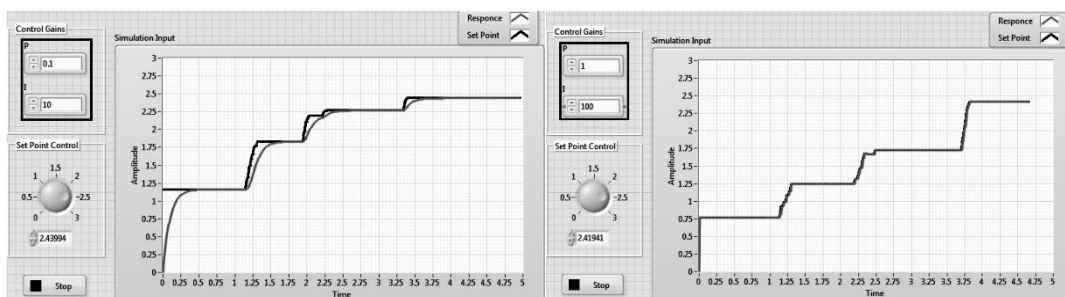 Control Gains
P
0.1
I
10
Set Point Control
1.5
1 2
0.5 2.5
0 3
2.43994
Stop
Responce
Set Point
Simulation Input
Amplitude
3
2.75
2.5
2.25
2
1.75
1.5
1.25
1
0.75
0.5
0.25
0
0 0.25 0.5 0.75 1 1.25 1.5 1.75 2 2.25 2.5 2.75 3 3.25 3.5 3.75 4 4.25 4.5 4.75 5
Time
Control Gains
P
1
I
100
Set Point Control
1.5
1 2
0.5 2.5
0 3
2.41941
Stop
Responce
Set Point
Simulation Input
Amplitude
3
2.75
2.5
2.25
2
1.75
1.5
1.25
1
0.75
0.5
0.25
0
0 0.25 0.5 0.75 1 1.25 1.5 1.75 2 2.25 2.5 2.75 3 3.25 3.5 3.75 4 4.25 4.5 4.75 5
Time